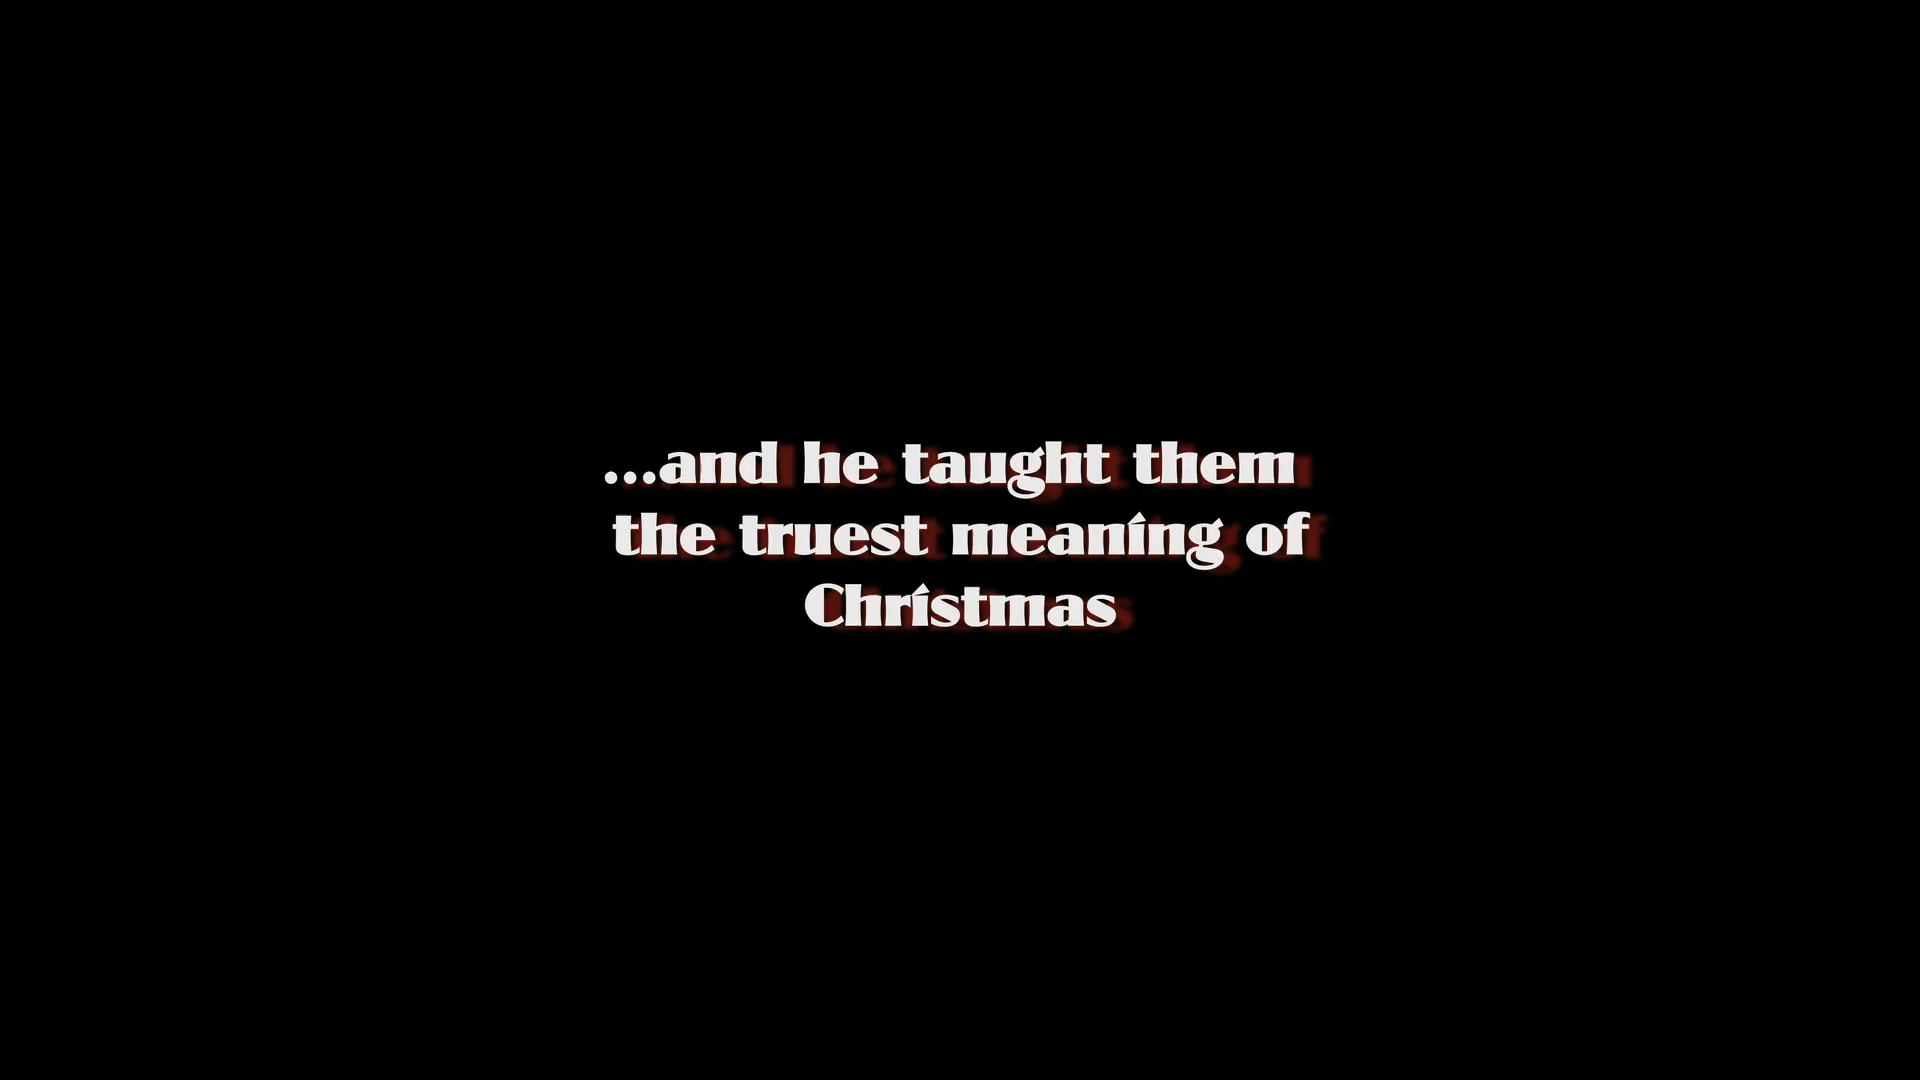 ...and he taught them
the truest meaning of
Christmas